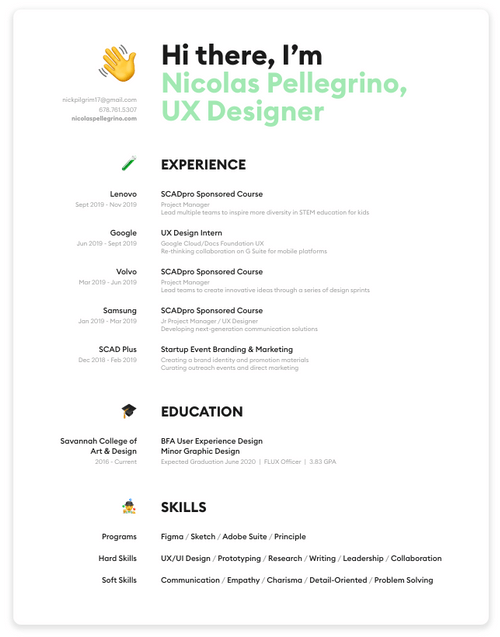 Hi there, I'm
Nicolas Pellegrino,
UX Designer
nickpilgrim17@gmail.com
678.761.5307
nicolaspellegrino.com
EXPERIENCE
Lenovo
Sept 2019 - Nov 2019
SCADpro Sponsored Course
Project Manager
Lead multiple teams to inspire more diversity in STEM education for kids
Google
Jun 2019 - Sept 2019
UX Design Intern
Google Cloud/Docs Foundation UX
Re-thinking collaboration on G Suite for mobile platforms
Volvo
Mar 2019 - Jun 2019
SCADpro Sponsored Course
Project Manager
Lead teams to create innovative ideas through a series of design sprints
Samsung
Jan 2019 - Mar 2019
SCADpro Sponsored Course
Jr Project Manager / UX Designer
Developing next-generation communication solutions
SCAD Plus
Dec 2018 - Feb 2019
Startup Event Branding & Marketing
Creating a brand identity and promotion materials
Curating outreach events and direct marketing
EDUCATION
Savannah College of
Art & Design
2016 - Current
BFA User Experience Design
Minor Graphic Design
Expected Graduation June 2020 | FLUX Officer | 3.83 GPA
SKILLS
Programs
Figma / Sketch / Adobe Suite / Principle
Hard Skills
UX/UI Design / Prototyping / Research / Writing / Leadership / Collaboration
Soft Skills
Communication / Empathy / Charisma / Detail-Oriented / Problem Solving